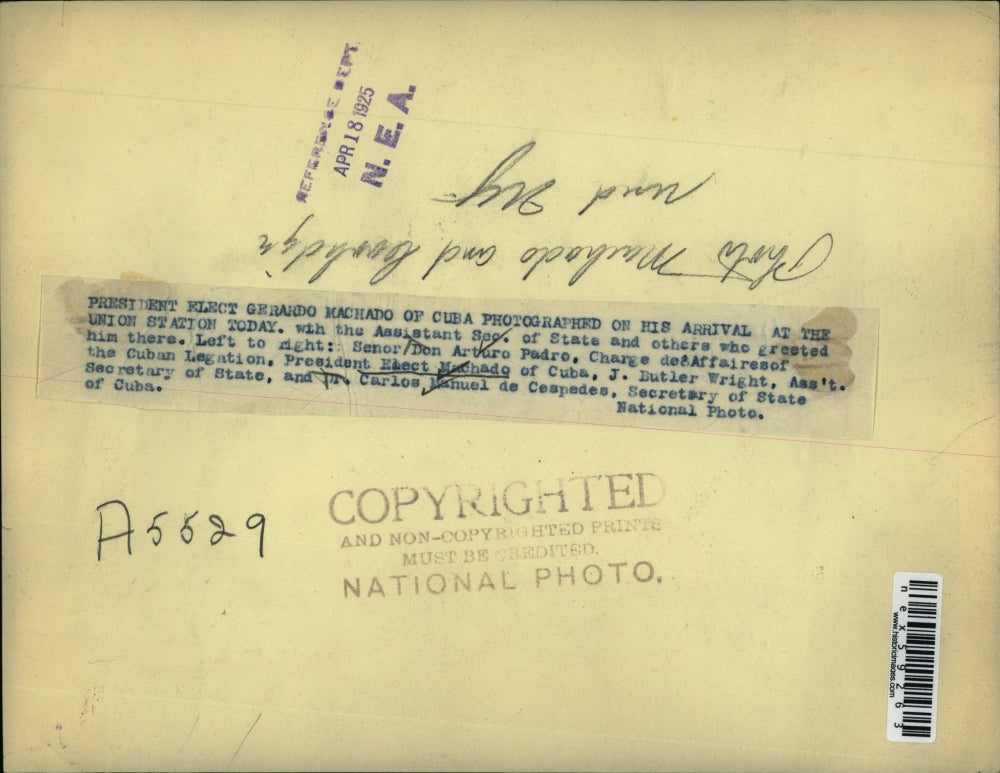 REFERENCE DEPT.
APR 18 1925
N. E. A.
Photo Machado and
PRESIDENT ELECT GERARDO MACHADO OF CUBA PHOTOGRAPHED ON HIS ARRIVAL AT THE
UNION STATION TODAY. wih the Assistant Sec. of State and others who greeted
him there. Left to right:: Senor Don Arturo Padro, Charge de Affairesof
the Cuban Legation, President Elect Machado of Cuba, J. Butler Wright, Ass't.
Secretary of State, and Dr. Carlos Manuel de Cespedes, Secretary of State
of Cuba.
National Photo.
A5529
COPYRIGHTED
AND NON-COPYRIGHTED PRINTS
MUST BE CREDITED.
NATIONAL PHOTO.
nex59263
www.historicimages.com